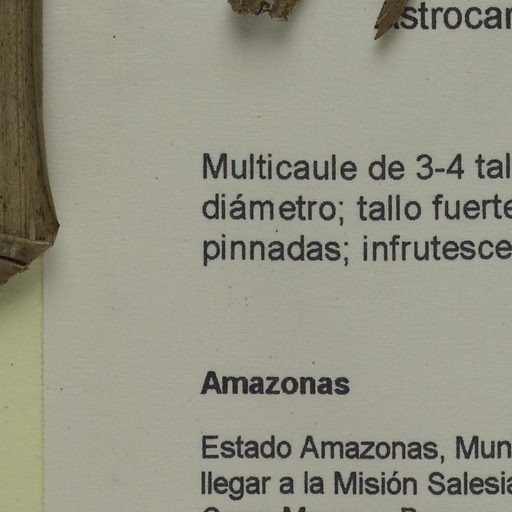 Multicaule de 3-4 tal
diámetro; tallo fuerte
pinnadas; infrutesce
Amazonas
Estado Amazonas, Mun
llegar a la Misión Salesia